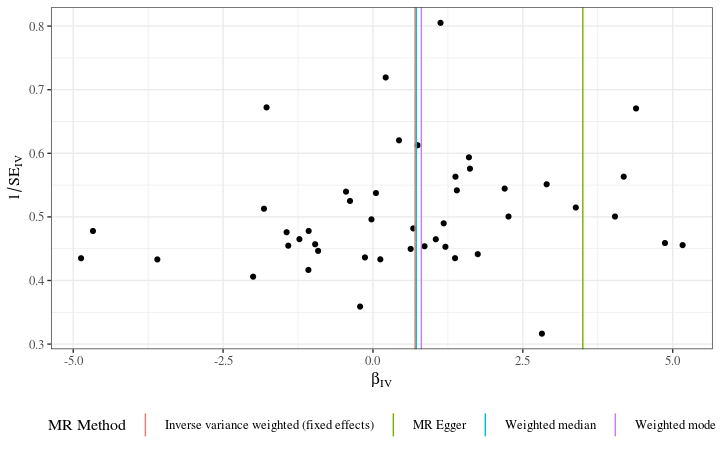 0.8
0.7
0.6
0.5
0.4
0.3
1/SE_IV
-5.0 -2.5 0.0 2.5 5.0
β_IV
MR Method Inverse variance weighted (fixed effects) MR Egger Weighted median Weighted mode